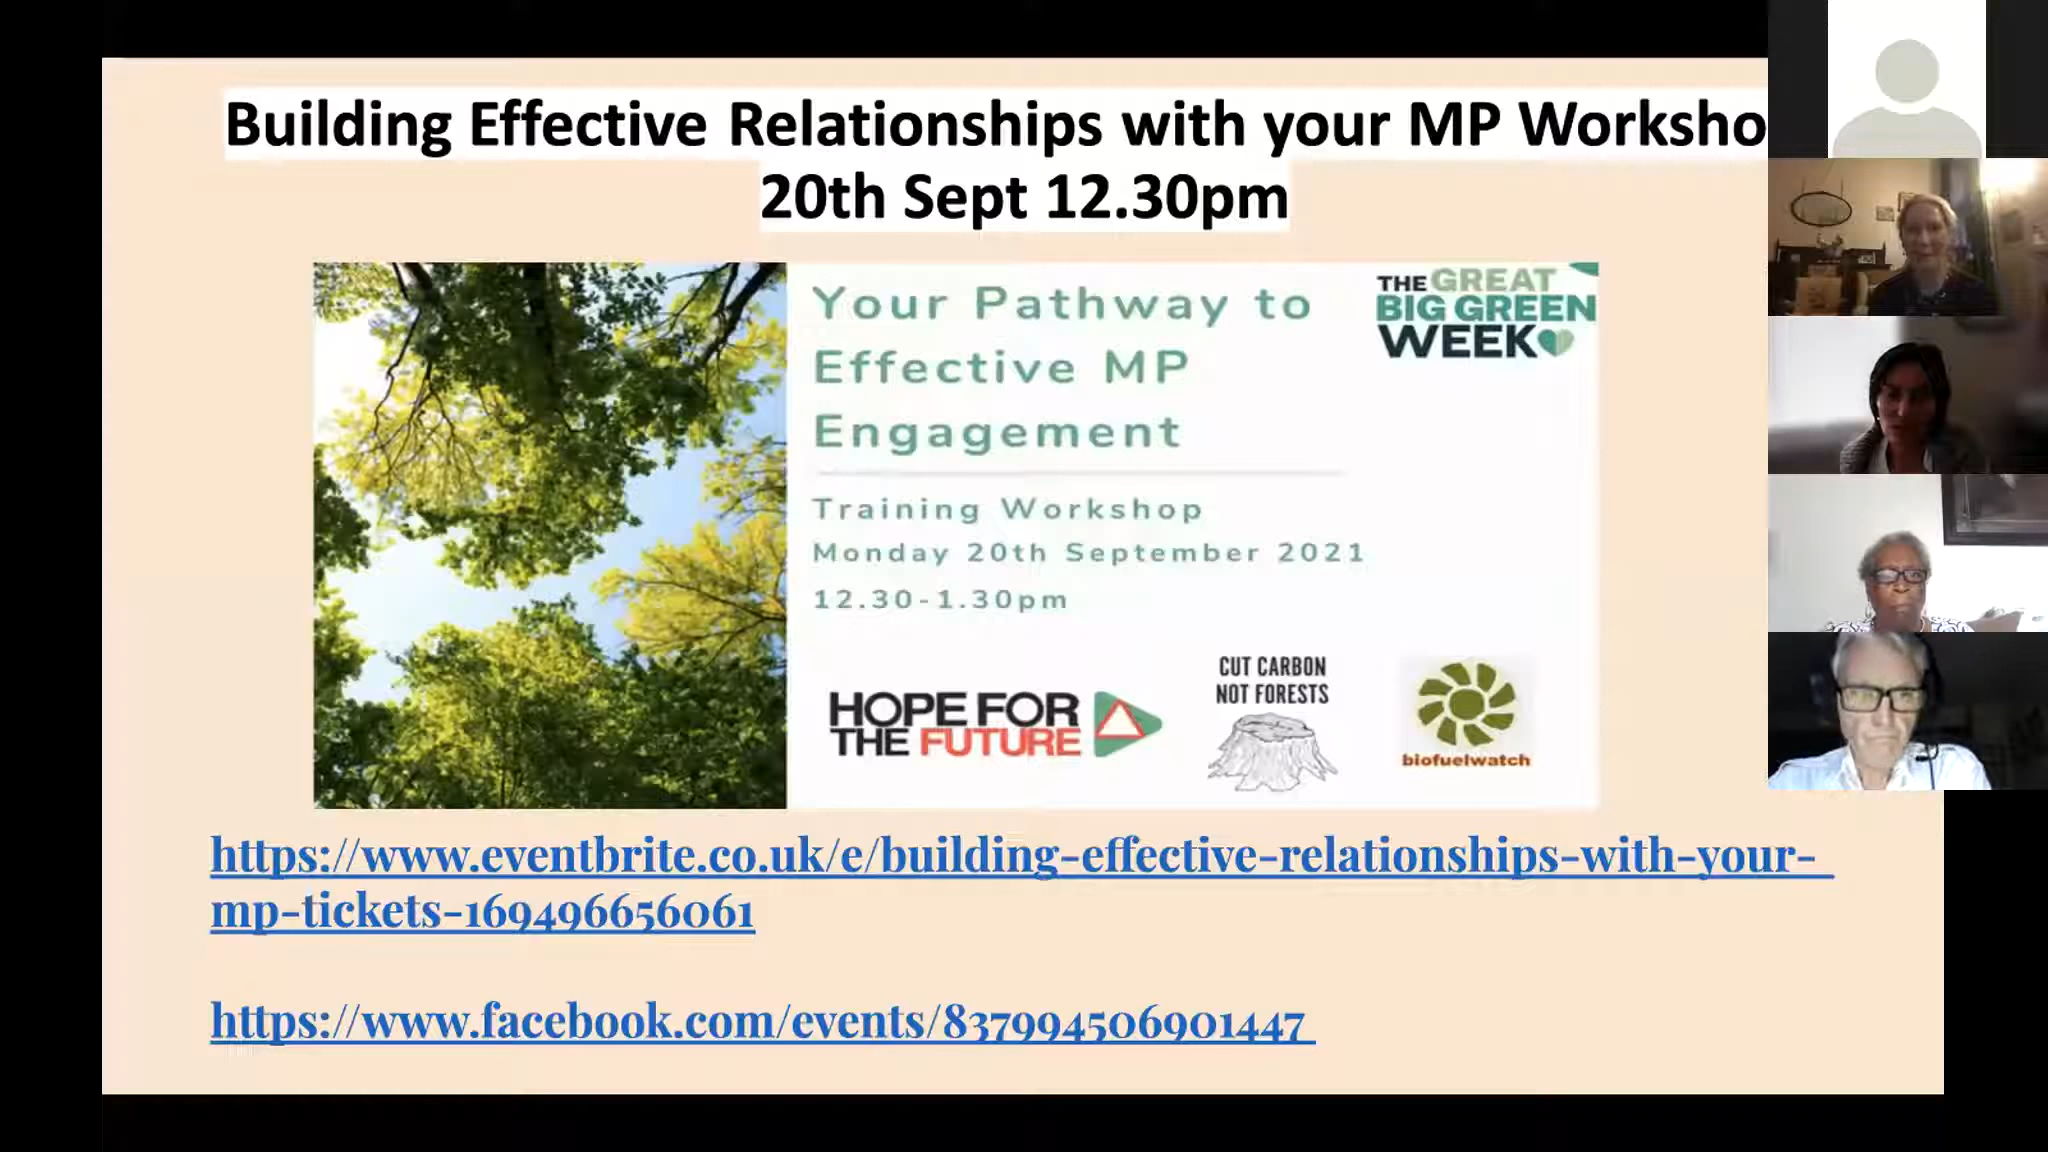 Building Effective Relationships with your MP Worksho
20th Sept 12.30pm
Your Pathway to
Effective MP
Engagement
THE GREAT
BIG GREEN
WEEK
Training Workshop
Monday 20th September 2021
12.30-1.30pm
HOPE FOR
THE FUTURE
CUT CARBON
NOT FORESTS
biofuelwatch
https://www.eventbrite.co.uk/e/building-effective-relationships-with-your-
mp-tickets-169496656061
https://www.facebook.com/events/837994506901447